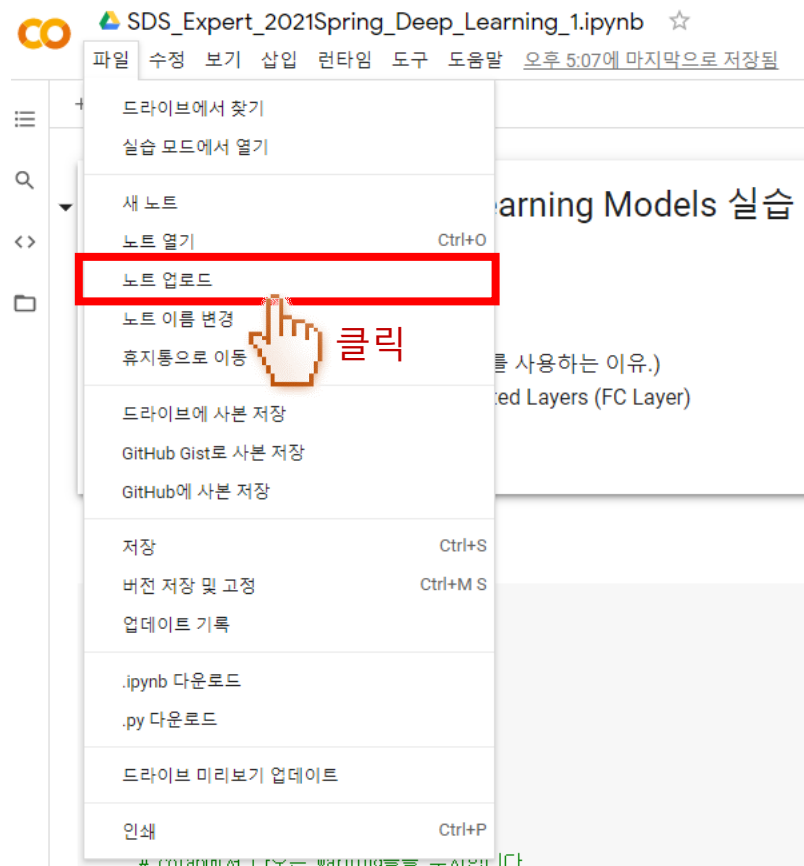 SDS_Expert_2021Spring_Deep_Learning_1.ipynb
파일 수정 보기 삽입 런타임 도구 도움말 오후 5:07에 마지막으로 저장됨
드라이브에서 찾기
실습 모드에서 열기
새 노트
earning Models 실습
노트 열기 Ctrl+O
노트 업로드
노트 이름 변경
클릭
휴지통으로 이동
를 사용하는 이유.)
ted Layers (FC Layer)
드라이브에 사본 저장
GitHub Gist로 사본 저장
GitHub에 사본 저장
저장 Ctrl+S
버전 저장 및 고정 Ctrl+M S
업데이트 기록
.ipynb 다운로드
.py 다운로드
드라이브 미리보기 업데이트
인쇄 Ctrl+P